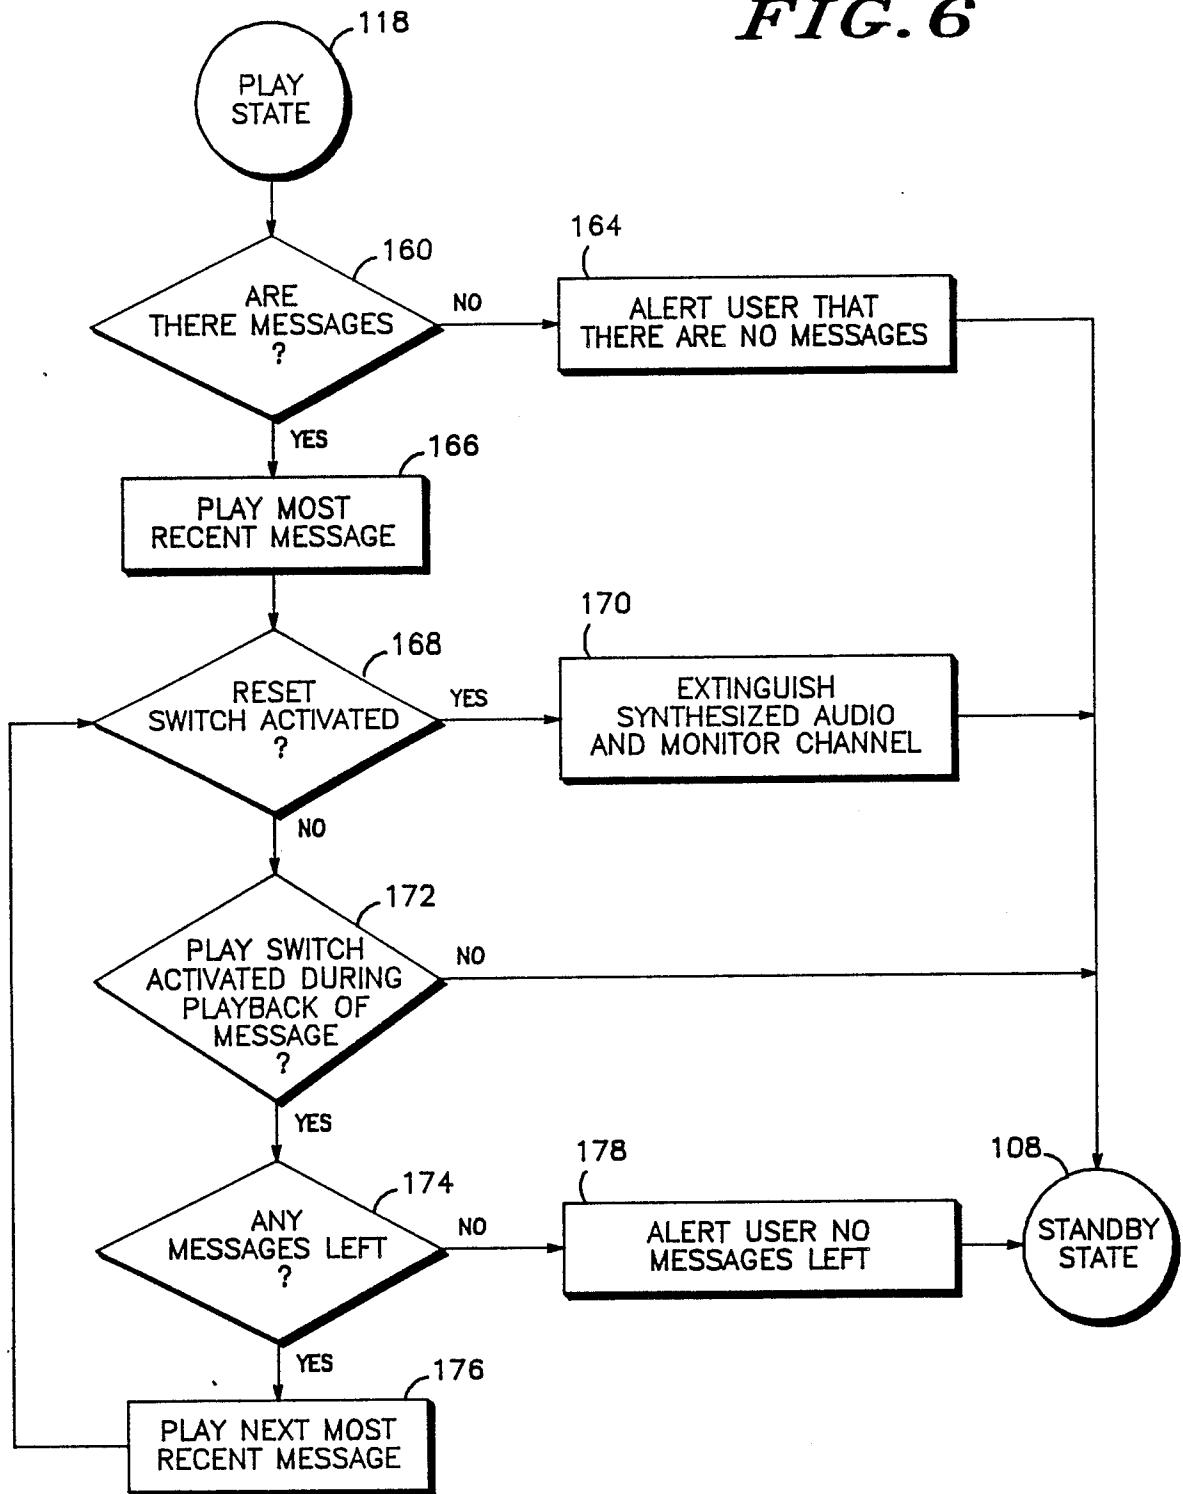 FIG. 6
118
PLAY
STATE
160
ARE
THERE MESSAGES
?
NO
164
ALERT USER THAT
THERE ARE NO MESSAGES
YES
166
PLAY MOST
RECENT MESSAGE
168
RESET
SWITCH ACTIVATED
?
YES
170
EXTINGUISH
SYNTHESIZED AUDIO
AND MONITOR CHANNEL
NO
172
PLAY SWITCH
ACTIVATED DURING
PLAYBACK OF
MESSAGE
?
NO
YES
174
ANY
MESSAGES LEFT
?
NO
178
ALERT USER NO
MESSAGES LEFT
108
STANDBY
STATE
YES
176
PLAY NEXT MOST
RECENT MESSAGE